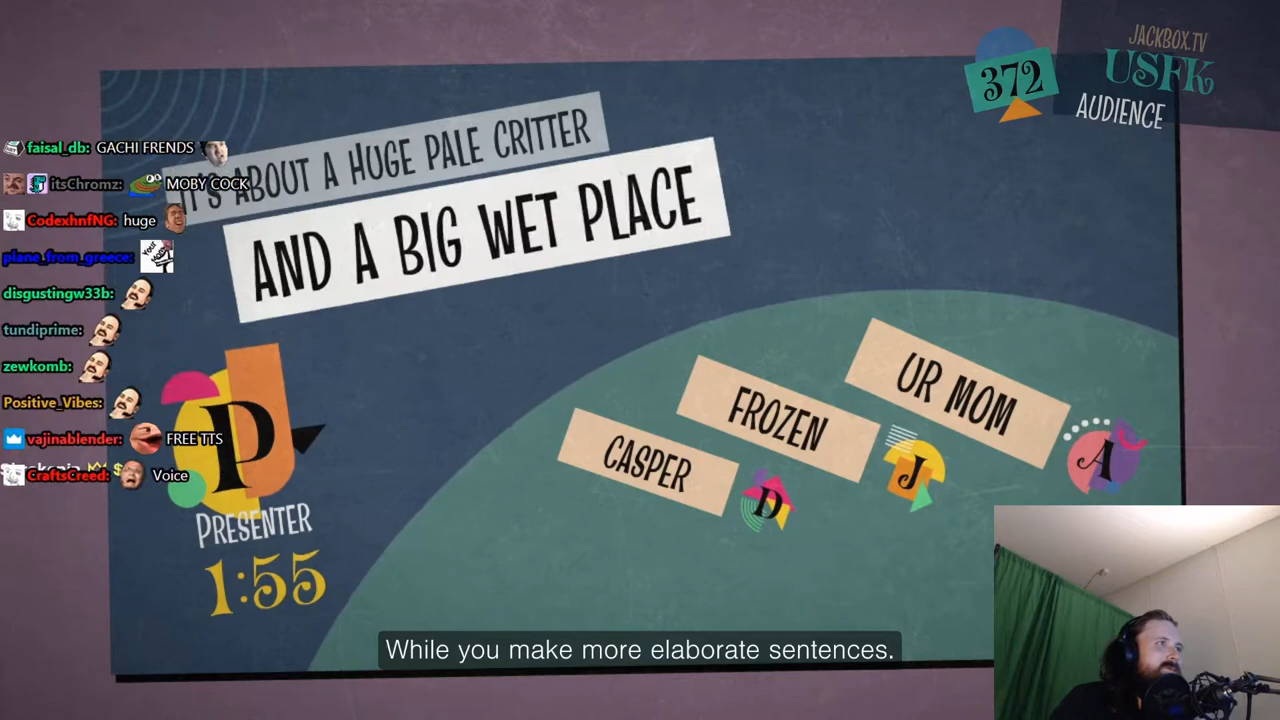 JACKBOX.TV
USFK
372
AUDIENCE
IT'S ABOUT A HUGE PALE CRITTER
AND A BIG WET PLACE
faisal_db: GACHI FRENDS
itsChromz: MOBY COCK
CodexhnfNG: huge
plane_from_greece:
disgustingw33b:
tundiprime:
zewkomb:
Positive_Vibes:
vajinablender: FREE TTS
CraftsCreed: Voice
UR MOM
FROZEN
CASPER
A
J
D
P
PRESENTER
1:55
While you make more elaborate sentences.